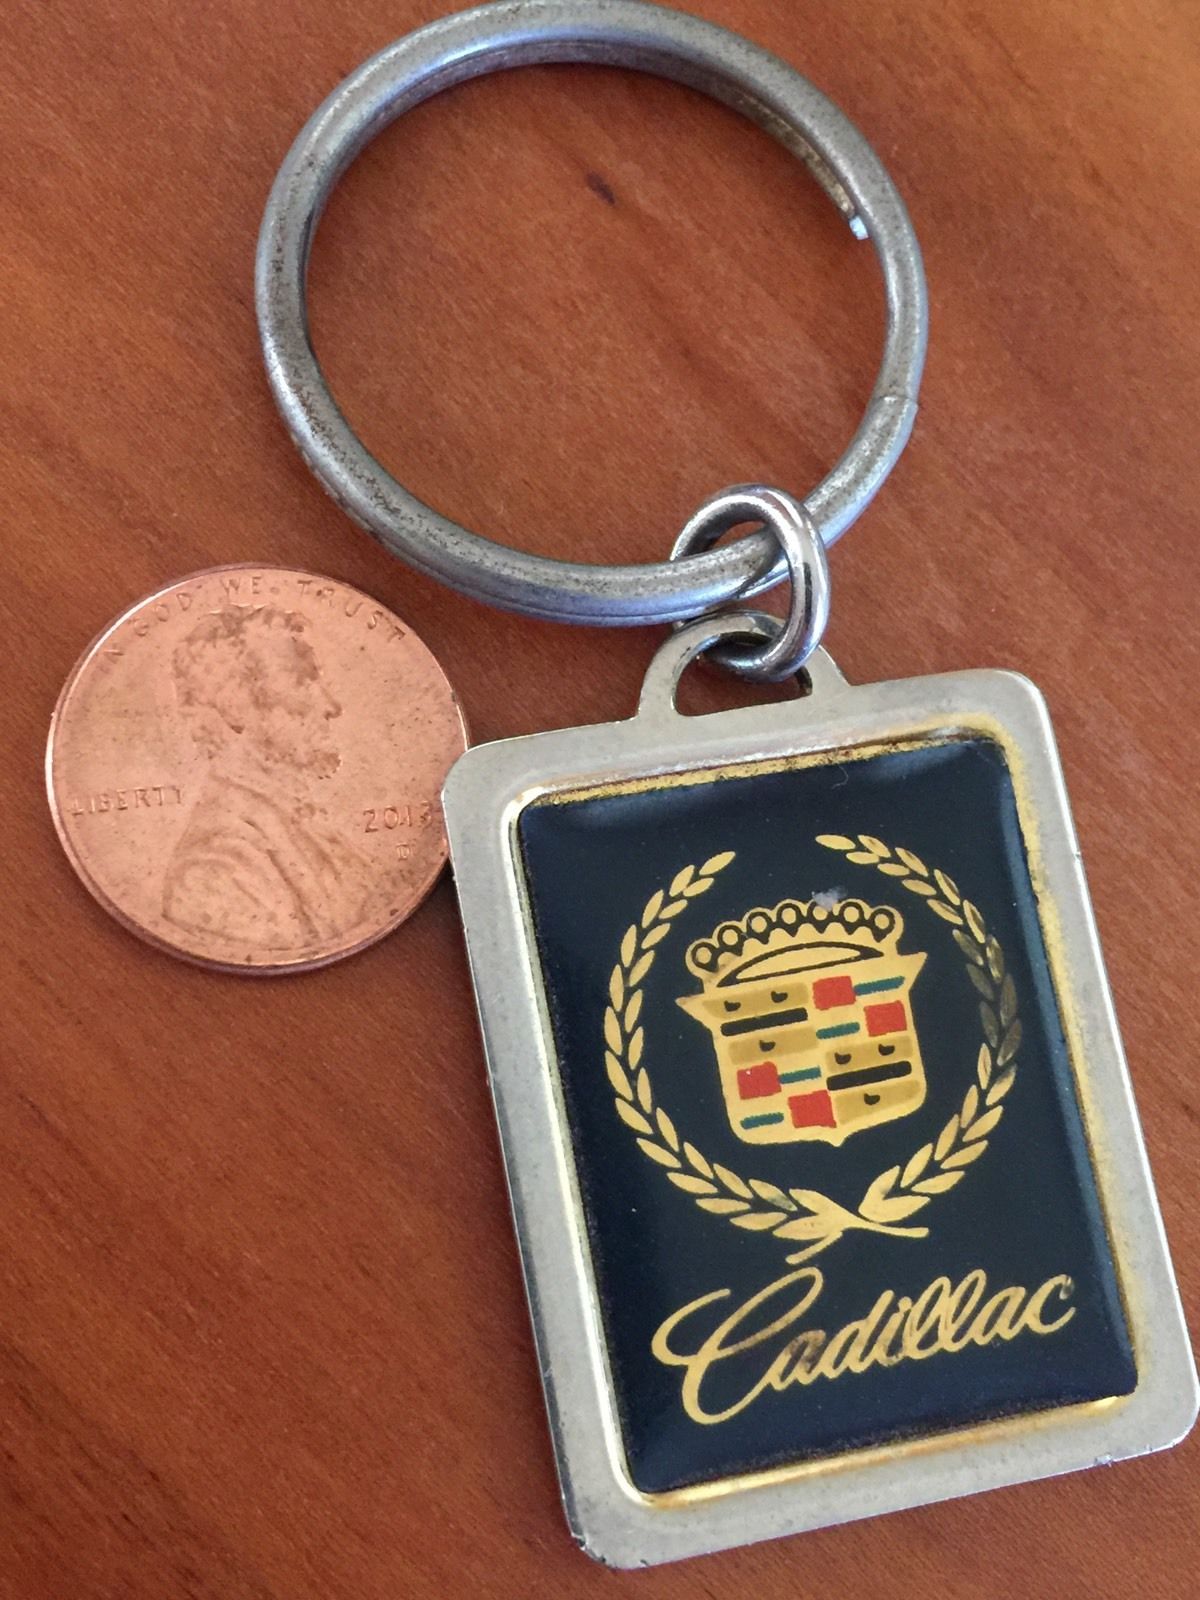 IN GOD WE TRUST
LIBERTY
2013
D
Cadillac